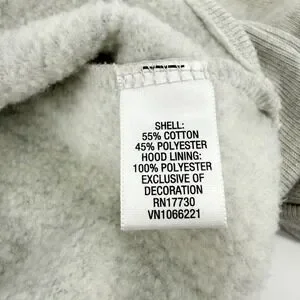 SHELL:
55% COTTON
45% POLYESTER
HOOD LINING:
100% POLYESTER
EXCLUSIVE OF
DECORATION
RN17730
VN1066221